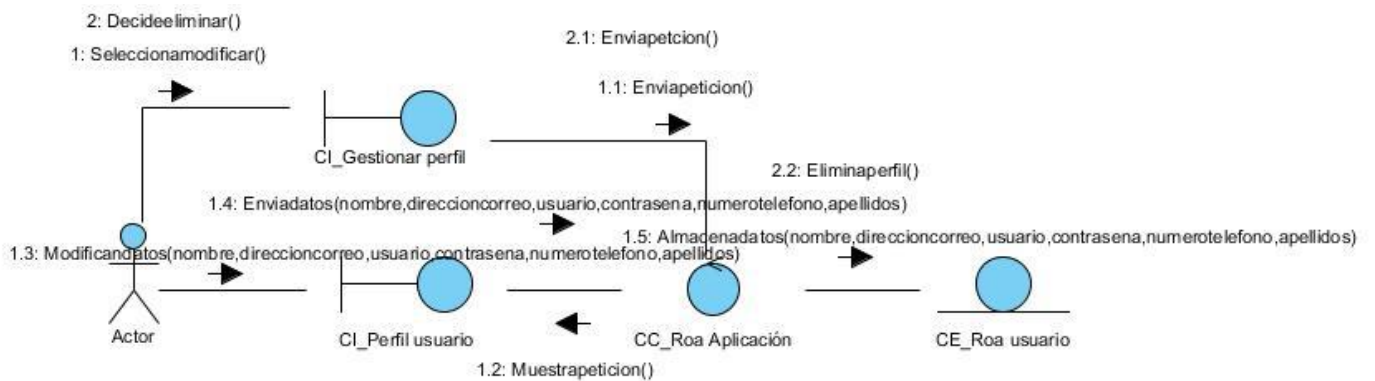 2: Decideeliminar()
1: Seleccionamodificar()
2.1: Enviapetcion()
1.1: Enviapeticion()
CI_Gestionar perfil
2.2: Eliminaperfil()
1.4: Enviadatos(nombre,direccioncorreo,usuario,contrasena,numerotelefono,apellidos)
1.5: Almacenadatos(nombre,direccioncorreo,usuario,contrasena,numerotelefono,apellidos)
1.3: Modificandatos(nombre,direccioncorreo,usuario,contrasena,numerotelefono,apellidos)
Actor
CI_Perfil usuario
CC_Roa Aplicación
CE_Roa usuario
1.2: Muestrapeticion()